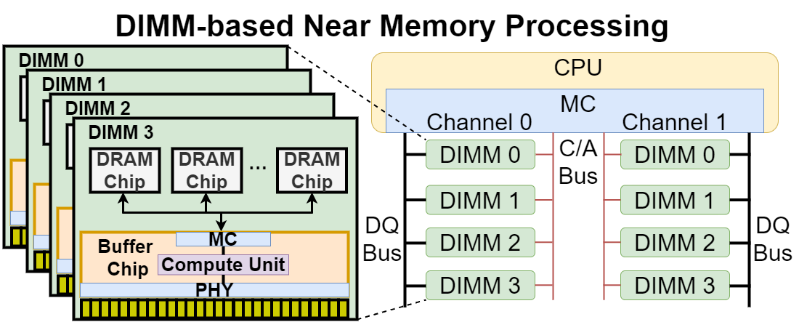 DIMM-based Near Memory Processing
DIMM 0
DIMM 1
DIMM 2
DIMM 3
DRAM
Chip
DRAM
Chip
...
DRAM
Chip
MC
Buffer
Chip
Compute Unit
PHY
CPU
MC
Channel 0
Channel 1
C/A
Bus
DIMM 0
DIMM 1
DIMM 2
DIMM 3
DIMM 0
DIMM 1
DIMM 2
DIMM 3
DQ
Bus
DQ
Bus